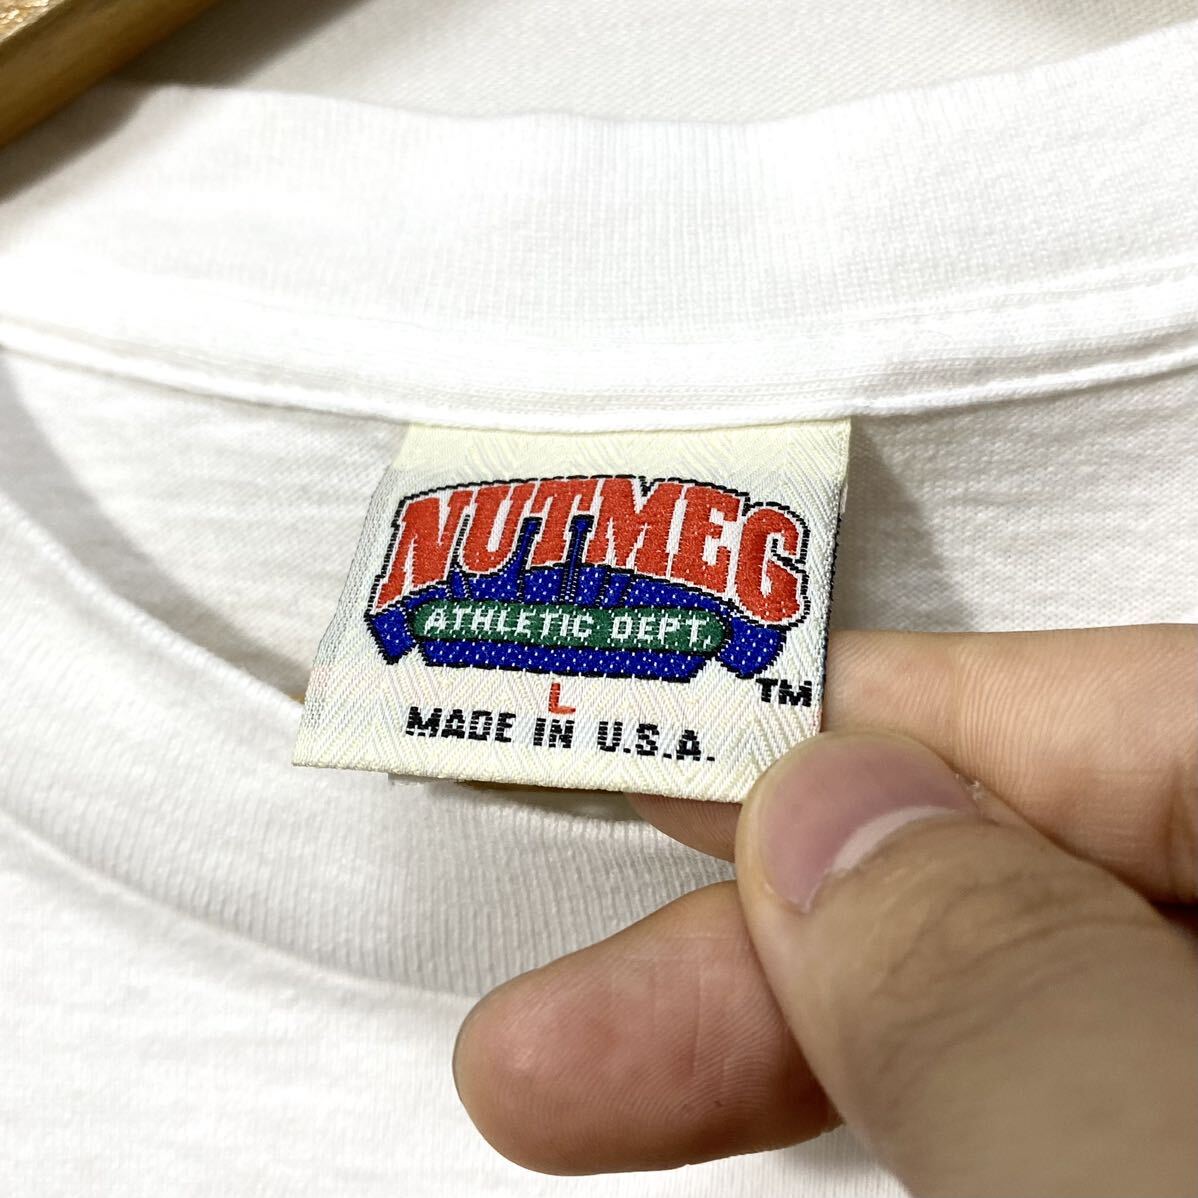 NUTMEG
ATHLETIC DEPT.
TM
L
MADE IN U.S.A.